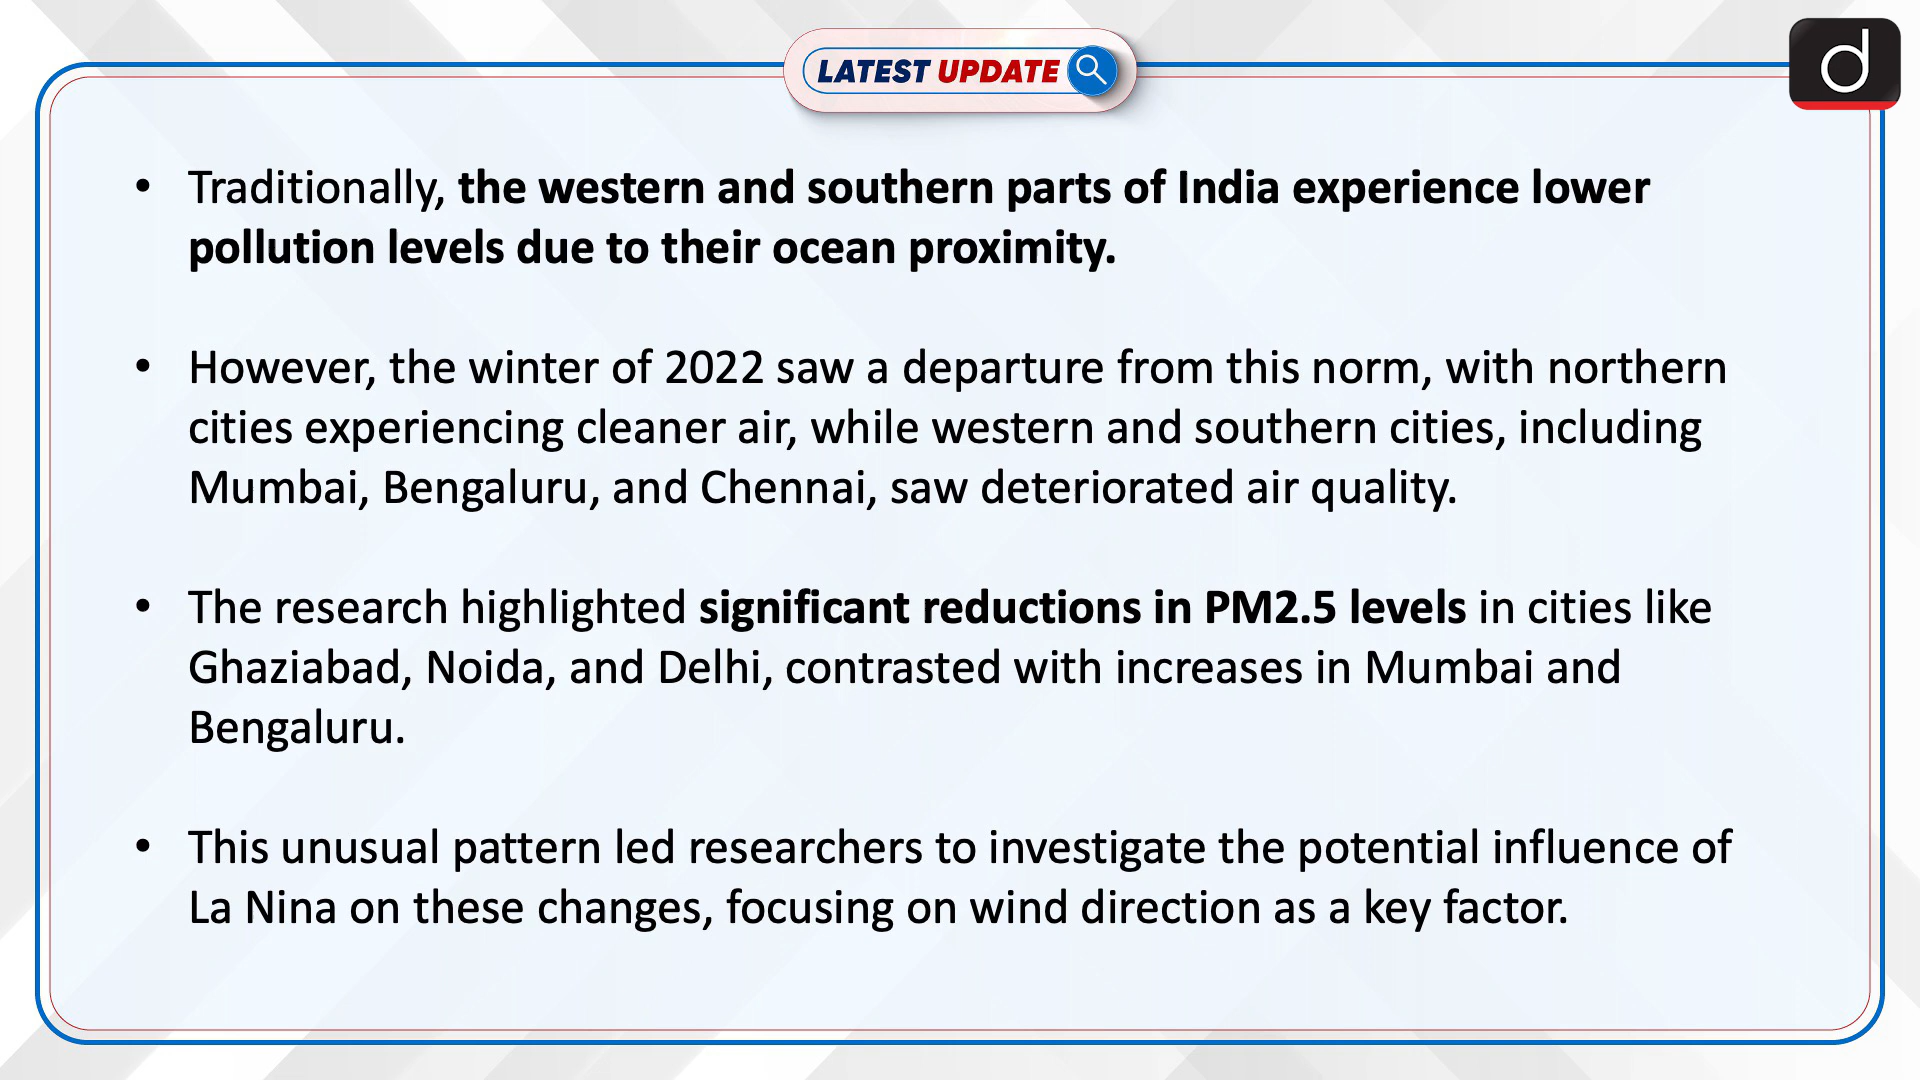 LATEST UPDATE
d
• Traditionally, the western and southern parts of India experience lower
pollution levels due to their ocean proximity.
• However, the winter of 2022 saw a departure from this norm, with northern
cities experiencing cleaner air, while western and southern cities, including
Mumbai, Bengaluru, and Chennai, saw deteriorated air quality.
• The research highlighted significant reductions in PM2.5 levels in cities like
Ghaziabad, Noida, and Delhi, contrasted with increases in Mumbai and
Bengaluru.
• This unusual pattern led researchers to investigate the potential influence of
La Nina on these changes, focusing on wind direction as a key factor.